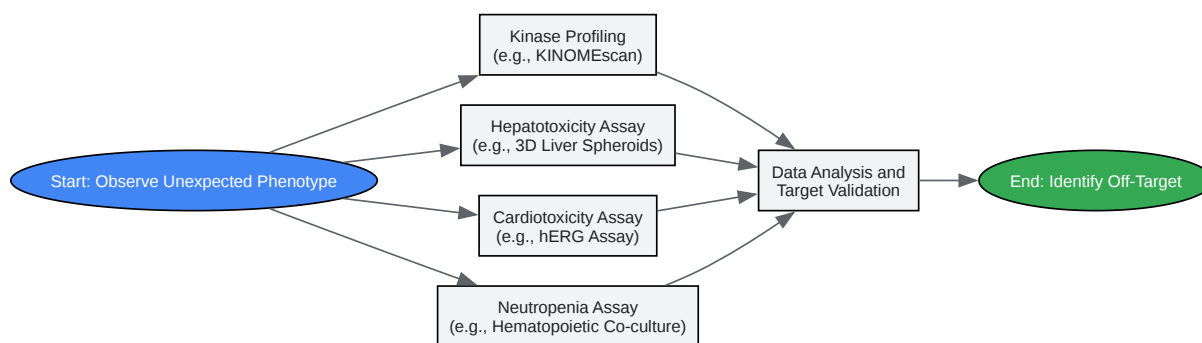 Start: Observe Unexpected Phenotype
Kinase Profiling
(e.g., KINOMEscan)
Hepatotoxicity Assay
(e.g., 3D Liver Spheroids)
Cardiotoxicity Assay
(e.g., hERG Assay)
Neutropenia Assay
(e.g., Hematopoietic Co-culture)
Data Analysis and
Target Validation
End: Identify Off-Target